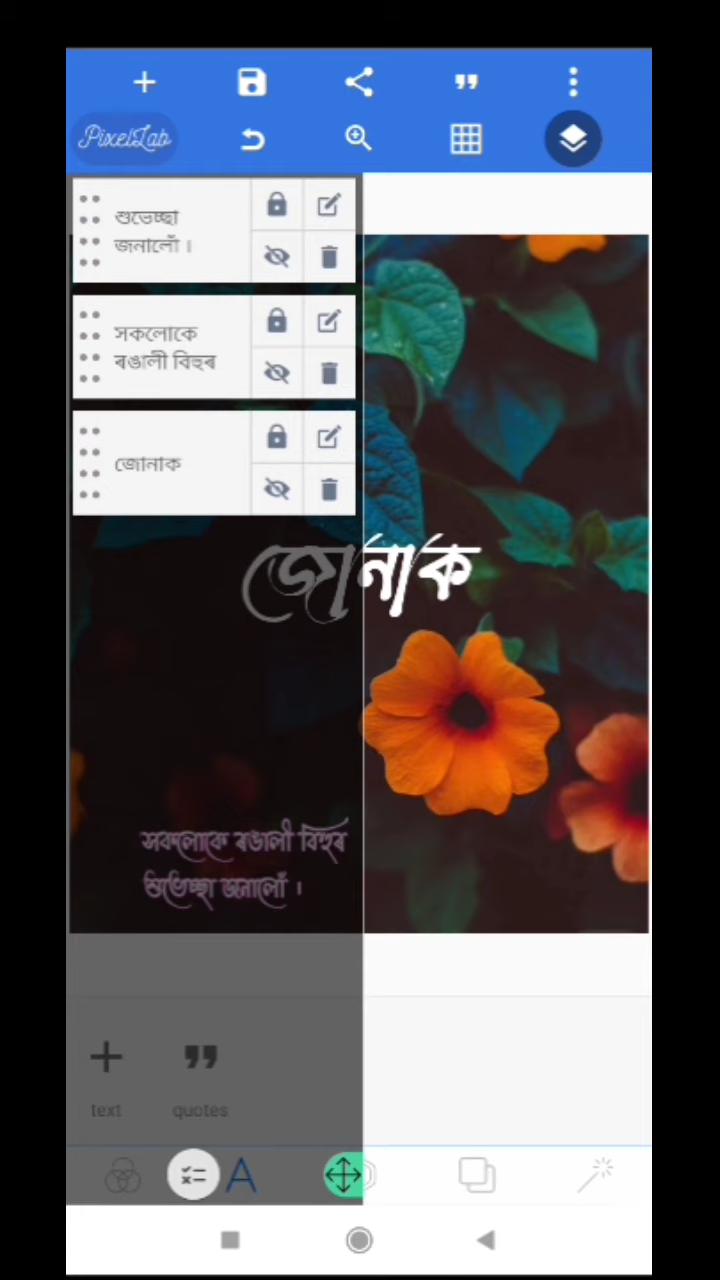 PixelLab
শুভেচ্ছা
জনালোঁ ।
সকলোকে
ৰঙালী বিহুৰ
জোনাক
জোনাক
সকলোকে ৰঙালী বিহুৰ
শুভেচ্ছা জনালোঁ ।
text
quotes